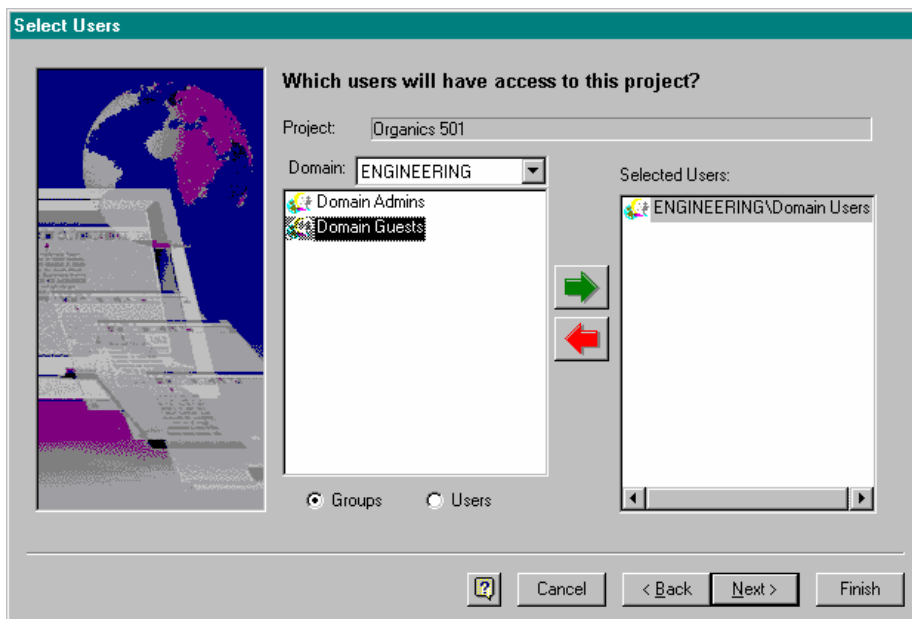 Select Users
Which users will have access to this project?
Project: Organics 501
Domain: ENGINEERING
Domain Admins
Domain Guests
Selected Users:
ENGINEERING\Domain Users
Groups Users
Cancel < Back Next > Finish